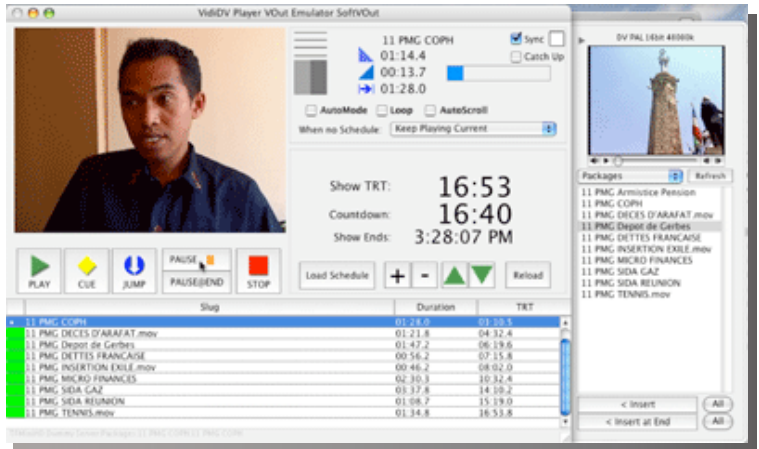 VidiDV Player VOut Emulator SoftVOut
11 PMG COPH
Sync
01:14.4
Catch Up
00:13.7
01:28.0
AutoMode Loop AutoScroll
When no Schedule: Keep Playing Current
Show TRT: 16:53
Countdown: 16:40
Show Ends: 3:28:07 PM
PLAY
CUE
JUMP
PAUSE
PAUSE@END
STOP
Load Schedule
+
-
Reload
Slug Duration TRT
11 PMG COPH 01:28.0 03:10.5
11 PMG DECES D'ARAFAT.mov 01:21.8 04:32.4
11 PMG Depot de Gerbes 01:47.2 06:19.6
11 PMG DETTES FRANCAISE 00:56.2 07:15.8
11 PMG INSERTION EXILE.mov 00:46.2 08:02.0
11 PMG MICRO FINANCES 02:30.3 10:32.4
11 PMG SIDA GAZ 03:37.8 14:10.2
11 PMG SIDA REUNION 01:08.7 15:19.0
11 PMG TENNIS.mov 01:34.8 16:53.8
DV PAL 16bit 48000k
Packages
Refresh
11 PMG Armistice Pension
11 PMG COPH
11 PMG DECES D'ARAFAT.mov
11 PMG Depot de Gerbes
11 PMG DETTES FRANCAISE
11 PMG INSERTION EXILE.mov
11 PMG MICRO FINANCES
11 PMG SIDA GAZ
11 PMG SIDA REUNION
11 PMG TENNIS.mov
< Insert
All
< Insert at End
All